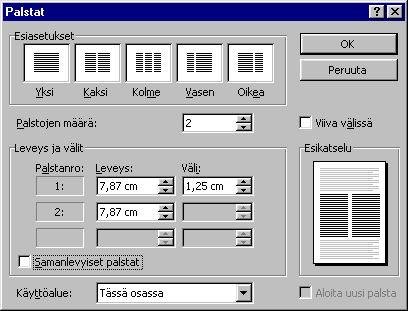 Palstat
Esiasetukset
Yksi Kaksi Kolme Vasen Oikea
OK
Peruuta
Palstojen määrä: 2
Viiva välissä
Leveys ja välit
Palstanro: Leveys: Väli:
1: 7,87 cm 1,25 cm
2: 7,87 cm
Samanlevyiset palstat
Esikatselu
Käyttöalue: Tässä osassa
Aloita uusi palsta